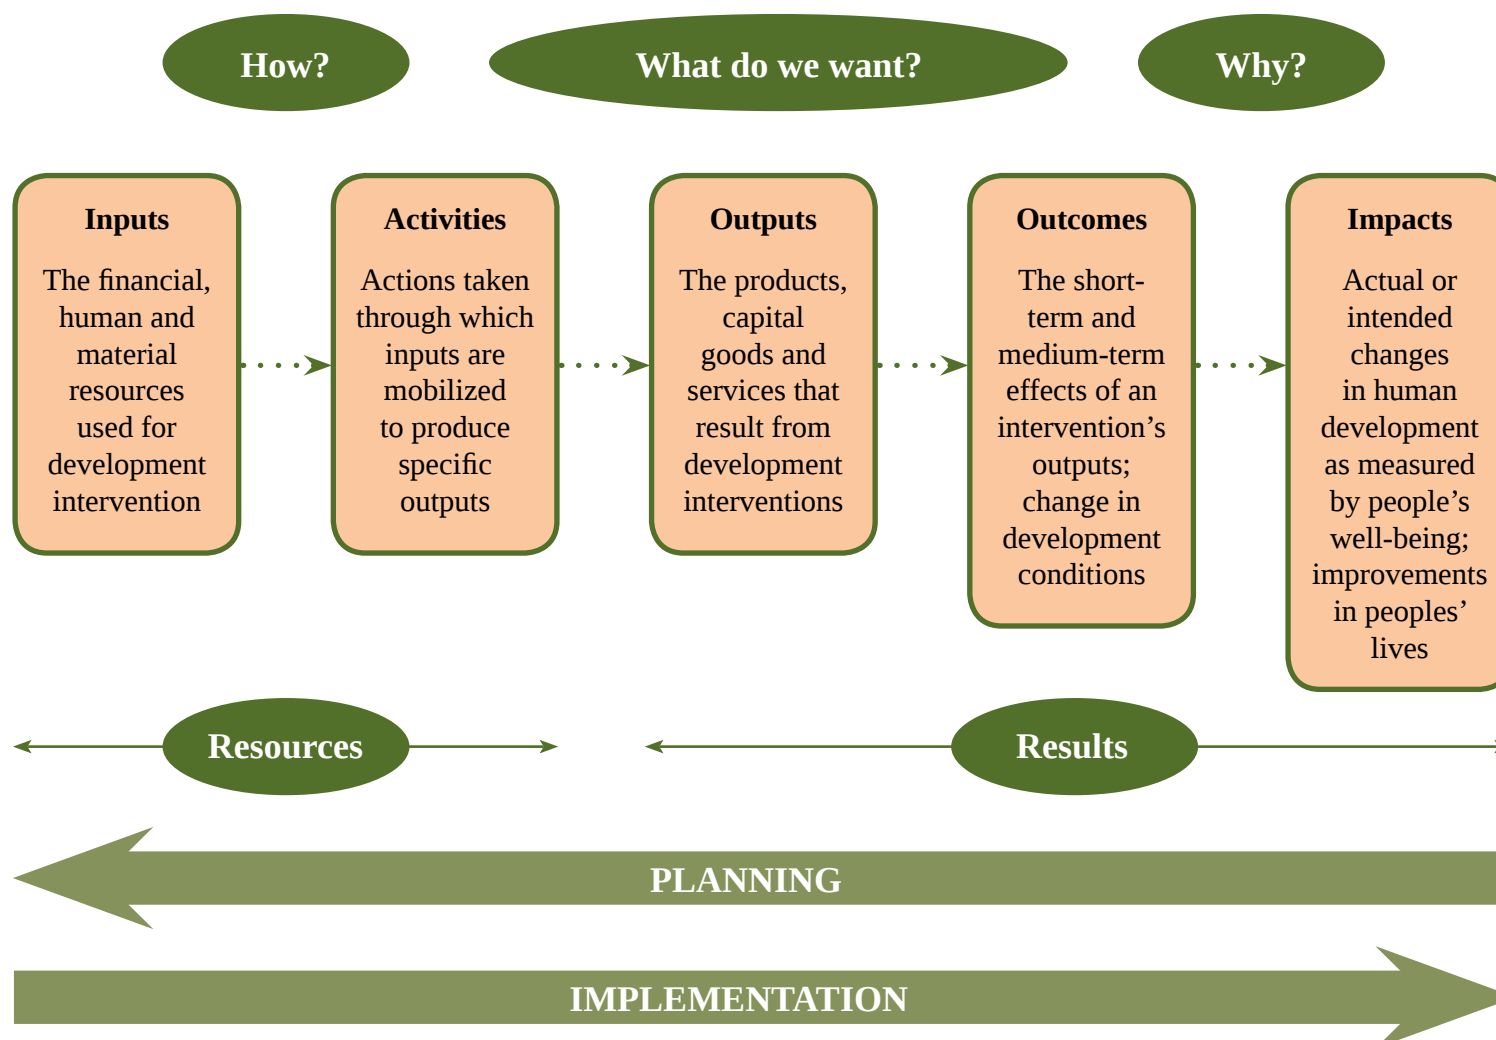 How?
What do we want?
Why?
Inputs
The financial,
human and
material
resources
used for
development
intervention
Activities
Actions taken
through which
inputs are
mobilized
to produce
specific
outputs
Outputs
The products,
capital
goods and
services that
result from
development
interventions
Outcomes
The short-
term and
medium-term
effects of an
intervention’s
outputs;
change in
development
conditions
Impacts
Actual or
intended
changes
in human
development
as measured
by people’s
well-being;
improvements
in peoples’
lives
Resources
Results
PLANNING
IMPLEMENTATION